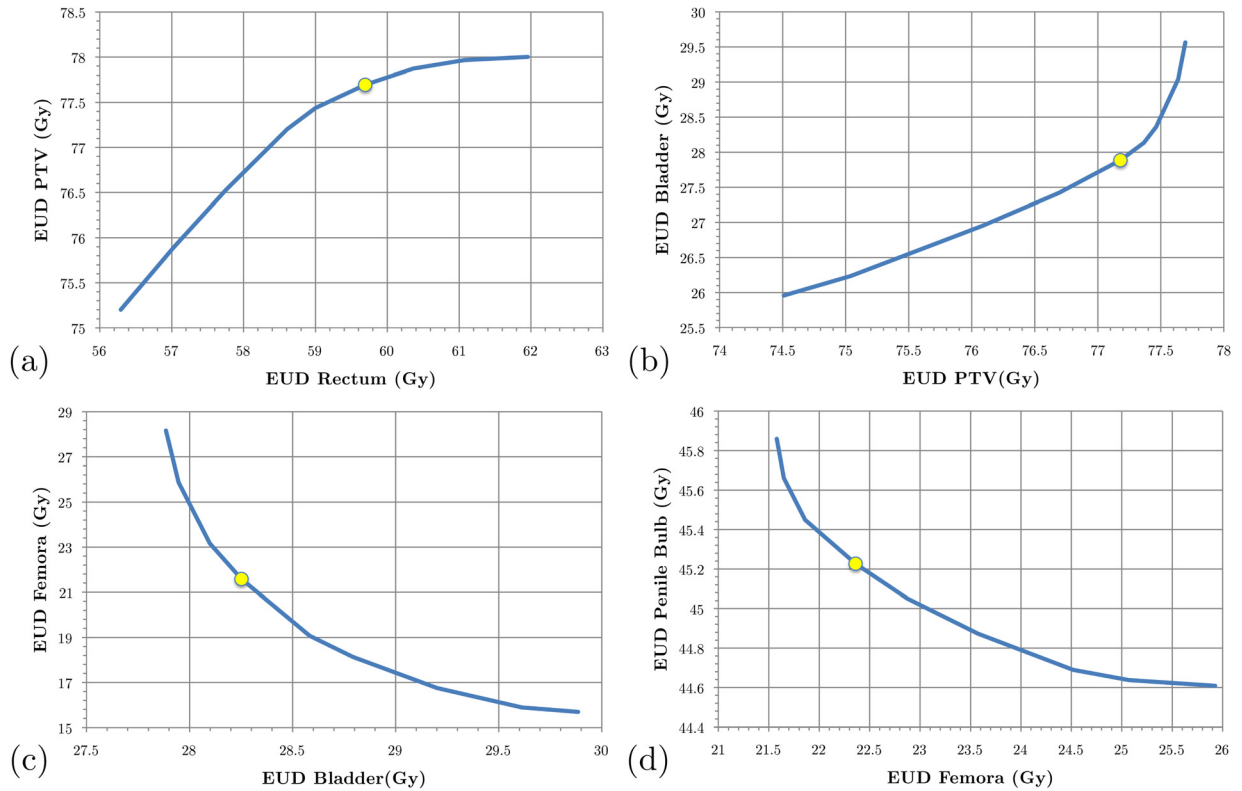 78.5
78
77.5
77
76.5
76
75.5
75
EUD PTV (Gy)
56 57 58 59 60 61 62 63
EUD Rectum (Gy)
(a)
30
29.5
29
28.5
28
27.5
27
26.5
26
25.5
EUD Bladder (Gy)
74 74.5 75 75.5 76 76.5 77 77.5 78
EUD PTV(Gy)
(b)
29
27
25
23
21
19
17
15
EUD Femora (Gy)
27.5 28 28.5 29 29.5 30
EUD Bladder(Gy)
(c)
46
45.8
45.6
45.4
45.2
45
44.8
44.6
44.4
EUD Penile Bulb (Gy)
21 21.5 22 22.5 23 23.5 24 24.5 25 25.5 26
EUD Femora (Gy)
(d)